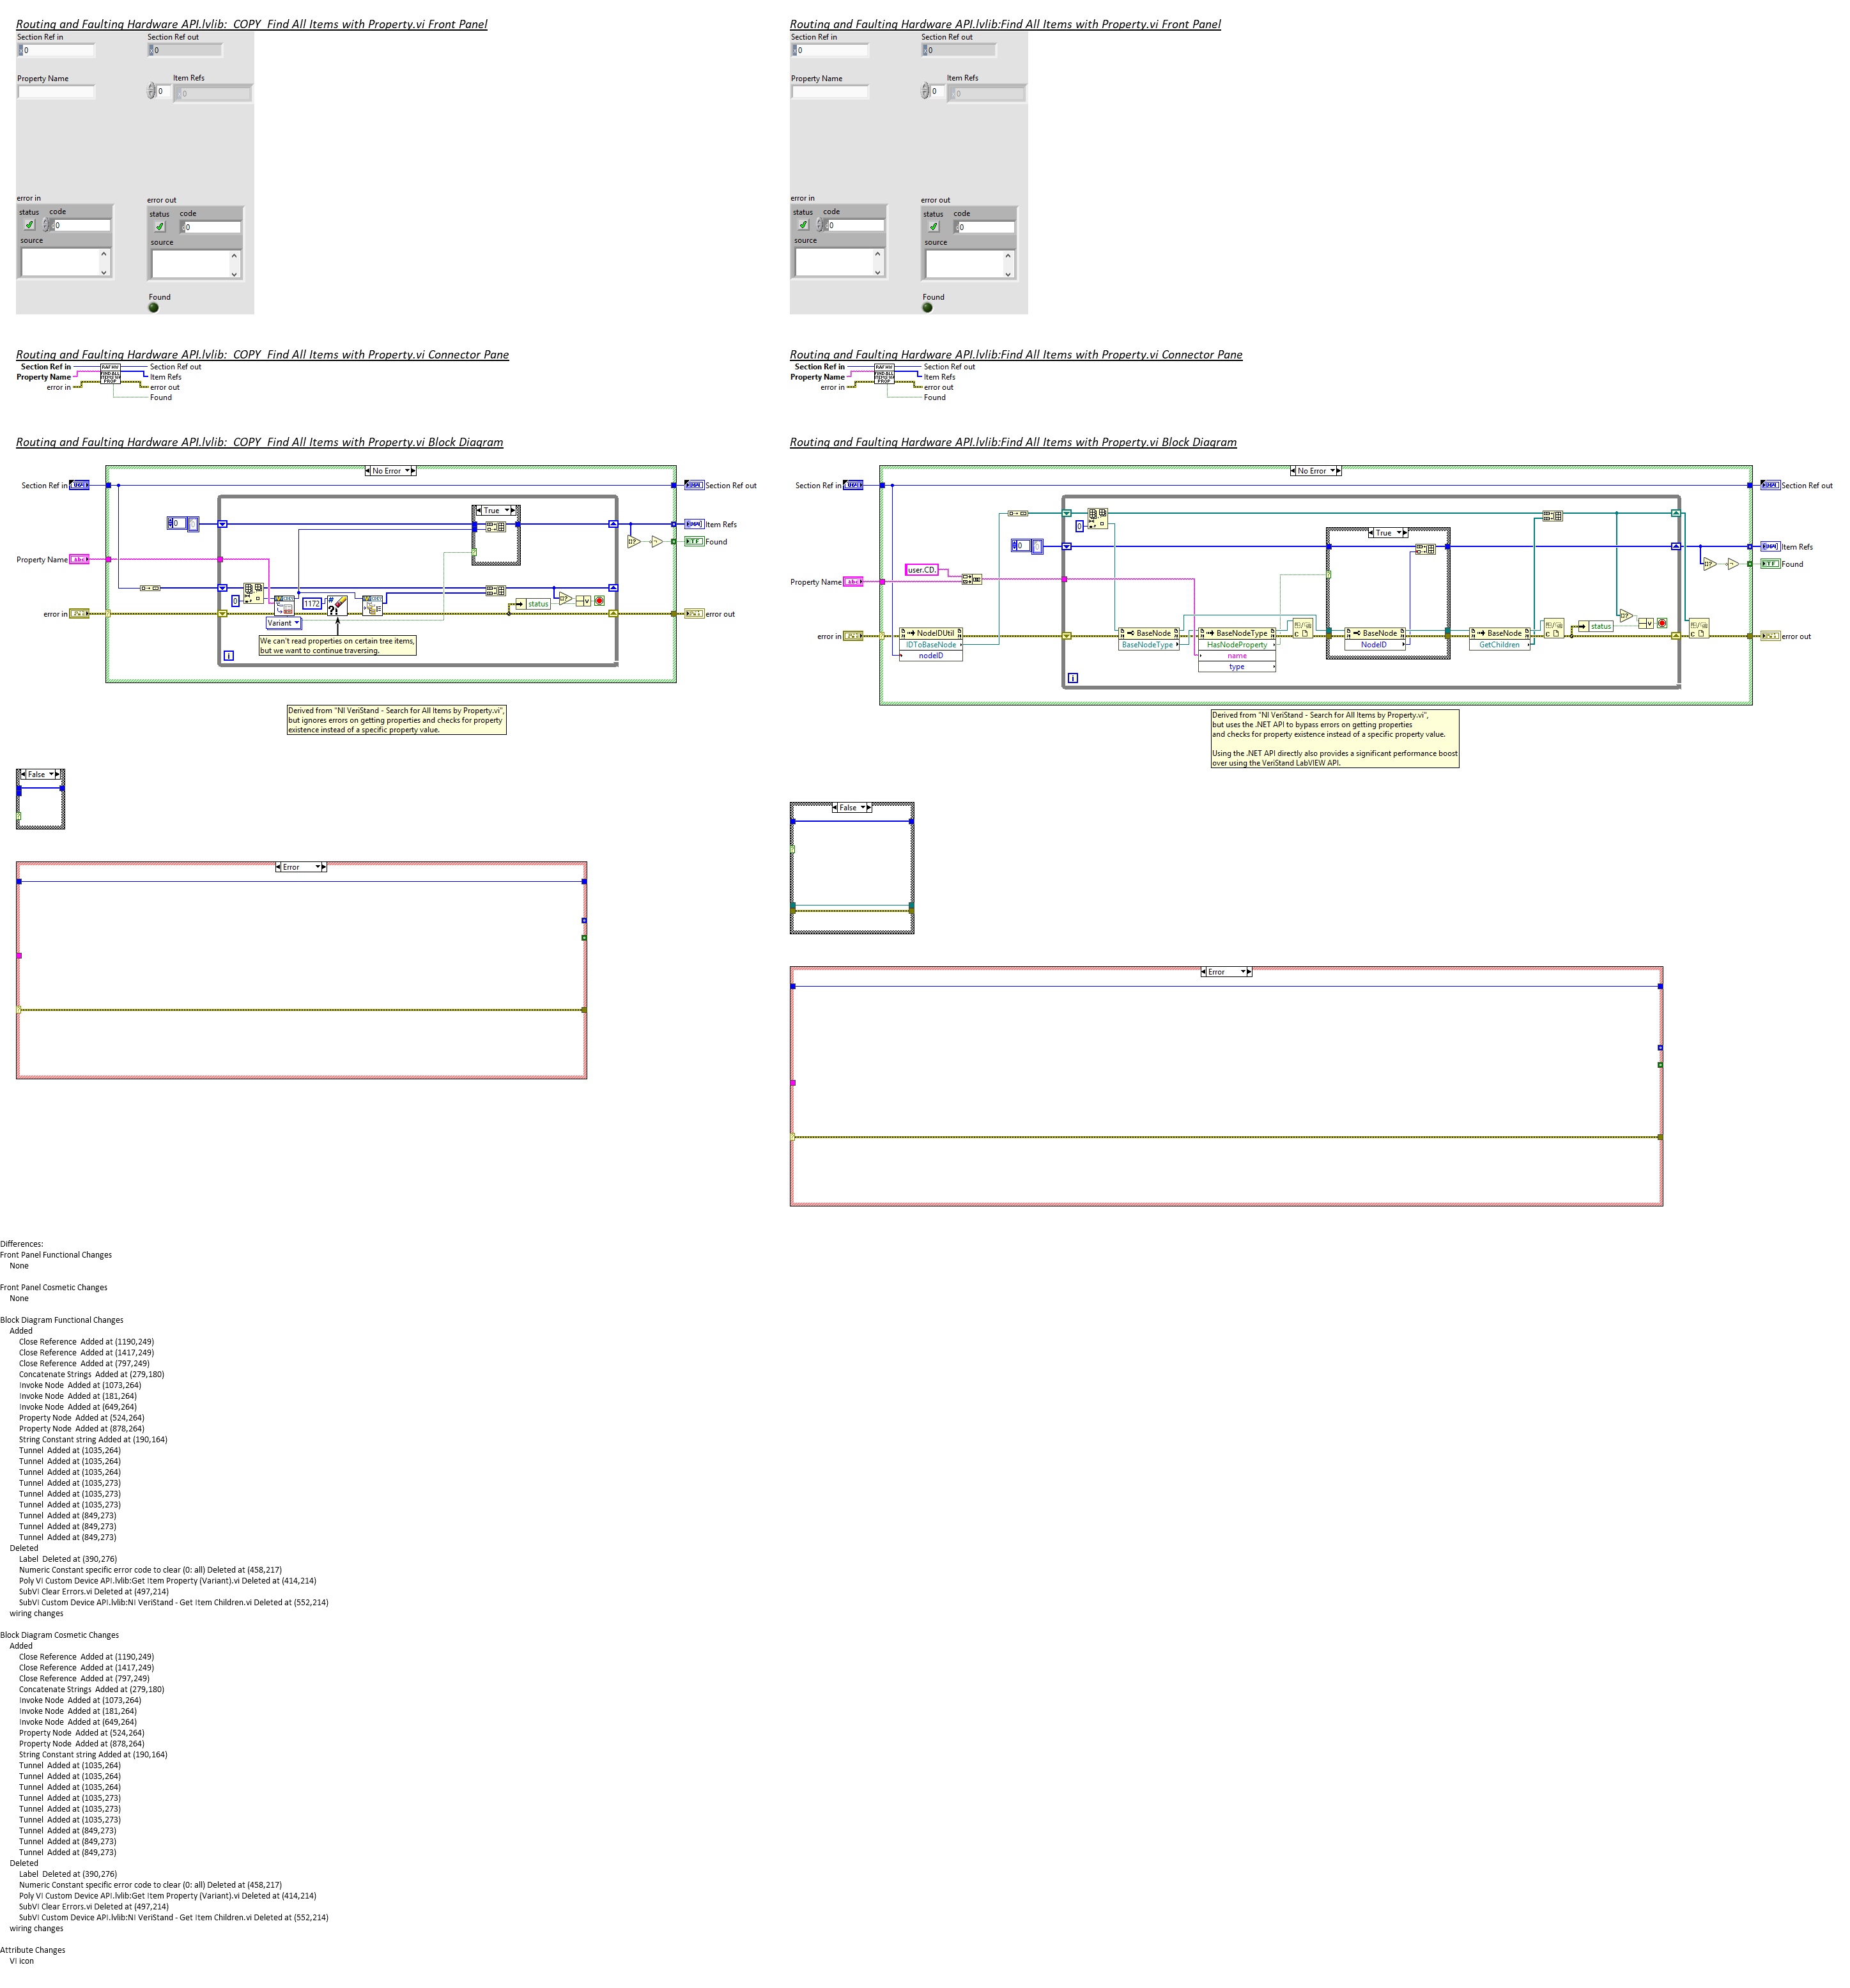 Routing and Faulting Hardware API.lvlib:  COPY  Find All Items with Property.vi Front Panel
Section Ref in
Section Ref out
0
0
Property Name
Item Refs
0
0
error in
error out
status
code
status
code
0
0
source
source
Found
Routing and Faulting Hardware API.lvlib:Find All Items with Property.vi Front Panel
Section Ref in
Section Ref out
0
0
Property Name
Item Refs
0
0
error in
error out
status
code
status
code
0
0
source
source
Found
Routing and Faulting Hardware API.lvlib:  COPY  Find All Items with Property.vi Connector Pane
Section Ref in
Section Ref out
Property Name
Item Refs
error in
error out
Found
RAF HW
FIND ALL
ITEMS W/
PROP
Routing and Faulting Hardware API.lvlib:Find All Items with Property.vi Connector Pane
Section Ref in
Section Ref out
Property Name
Item Refs
error in
error out
Found
RAF HW
FIND ALL
ITEMS W/
PROP
Routing and Faulting Hardware API.lvlib:  COPY  Find All Items with Property.vi Block Diagram
No Error
Section Ref in
Section Ref out
True
0
Item Refs
Found
TF
Property Name
abc
0
1172
status
error in
error out
Variant
We can't read properties on certain tree items,
but we want to continue traversing.
i
Derived from "NI VeriStand - Search for All Items by Property.vi",
but ignores errors on getting properties and checks for property
existence instead of a specific property value.
False
Error
Routing and Faulting Hardware API.lvlib:Find All Items with Property.vi Block Diagram
No Error
Section Ref in
Section Ref out
0
True
0
Item Refs
Found
TF
user.CD.
Property Name
abc
status
error in
NodeIDUtil
BaseNode
BaseNodeType
BaseNode
BaseNode
error out
IDToBaseNode
BaseNodeType
HasNodeProperty
NodeID
GetChildren
nodeID
name
type
i
Derived from "NI VeriStand - Search for All Items by Property.vi",
but uses the .NET API to bypass errors on getting properties
and checks for property existence instead of a specific property value.
Using the .NET API directly also provides a significant performance boost
over using the VeriStand LabVIEW API.
False
Error
Differences:
Front Panel Functional Changes
None
Front Panel Cosmetic Changes
None
Block Diagram Functional Changes
Added
Close Reference  Added at (1190,249)
Close Reference  Added at (1417,249)
Close Reference  Added at (797,249)
Concatenate Strings  Added at (279,180)
Invoke Node  Added at (1073,264)
Invoke Node  Added at (181,264)
Invoke Node  Added at (649,264)
Property Node  Added at (524,264)
Property Node  Added at (878,264)
String Constant string Added at (190,164)
Tunnel  Added at (1035,264)
Tunnel  Added at (1035,264)
Tunnel  Added at (1035,264)
Tunnel  Added at (1035,273)
Tunnel  Added at (1035,273)
Tunnel  Added at (1035,273)
Tunnel  Added at (849,273)
Tunnel  Added at (849,273)
Tunnel  Added at (849,273)
Deleted
Label  Deleted at (390,276)
Numeric Constant specific error code to clear (0: all) Deleted at (458,217)
Poly VI Custom Device API.lvlib:Get Item Property (Variant).vi Deleted at (414,214)
SubVI Clear Errors.vi Deleted at (497,214)
SubVI Custom Device API.lvlib:NI VeriStand - Get Item Children.vi Deleted at (552,214)
wiring changes
Block Diagram Cosmetic Changes
Added
Close Reference  Added at (1190,249)
Close Reference  Added at (1417,249)
Close Reference  Added at (797,249)
Concatenate Strings  Added at (279,180)
Invoke Node  Added at (1073,264)
Invoke Node  Added at (181,264)
Invoke Node  Added at (649,264)
Property Node  Added at (524,264)
Property Node  Added at (878,264)
String Constant string Added at (190,164)
Tunnel  Added at (1035,264)
Tunnel  Added at (1035,264)
Tunnel  Added at (1035,264)
Tunnel  Added at (1035,273)
Tunnel  Added at (1035,273)
Tunnel  Added at (1035,273)
Tunnel  Added at (849,273)
Tunnel  Added at (849,273)
Tunnel  Added at (849,273)
Deleted
Label  Deleted at (390,276)
Numeric Constant specific error code to clear (0: all) Deleted at (458,217)
Poly VI Custom Device API.lvlib:Get Item Property (Variant).vi Deleted at (414,214)
SubVI Clear Errors.vi Deleted at (497,214)
SubVI Custom Device API.lvlib:NI VeriStand - Get Item Children.vi Deleted at (552,214)
wiring changes
Attribute Changes
VI icon